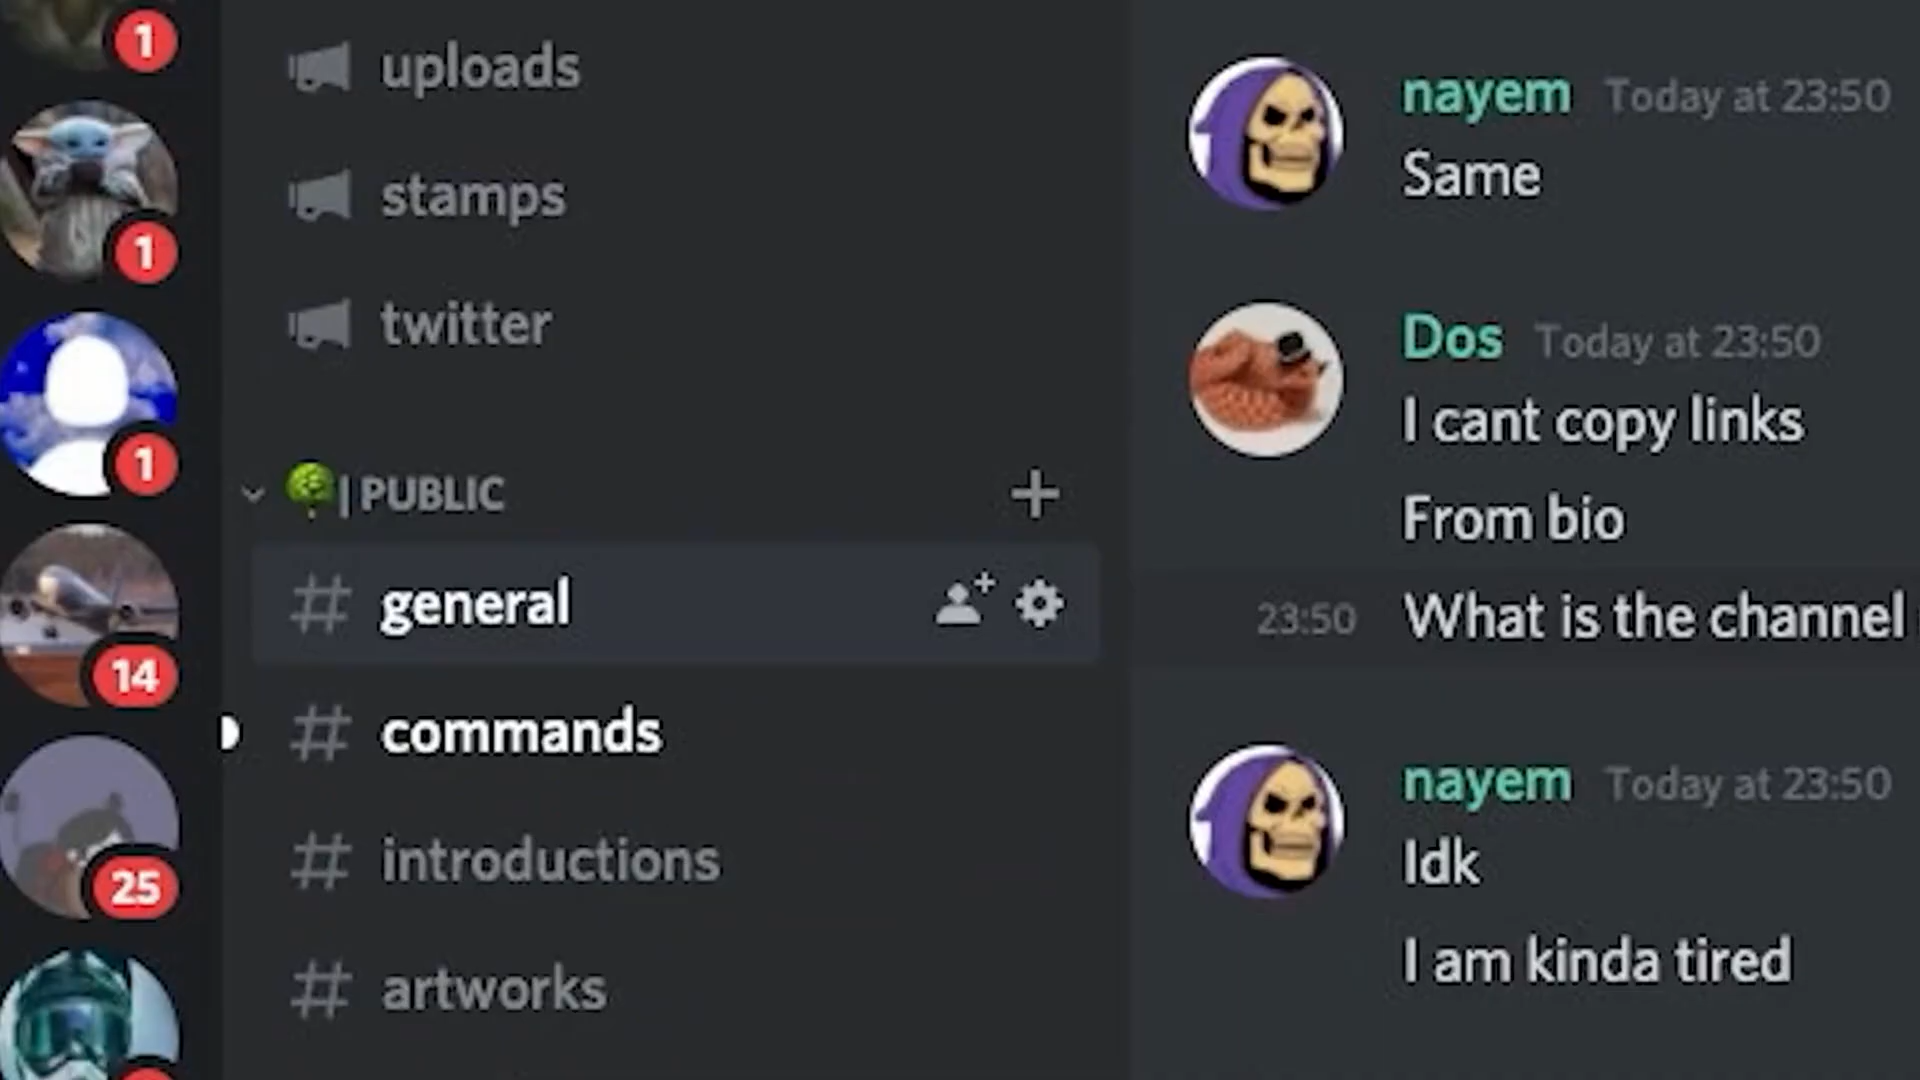 1
1
1
14
25
uploads
stamps
twitter
| PUBLIC
general
commands
introductions
artworks
nayem Today at 23:50
Same
Dos Today at 23:50
I cant copy links
From bio
23:50 What is the channel
nayem Today at 23:50
Idk
I am kinda tired